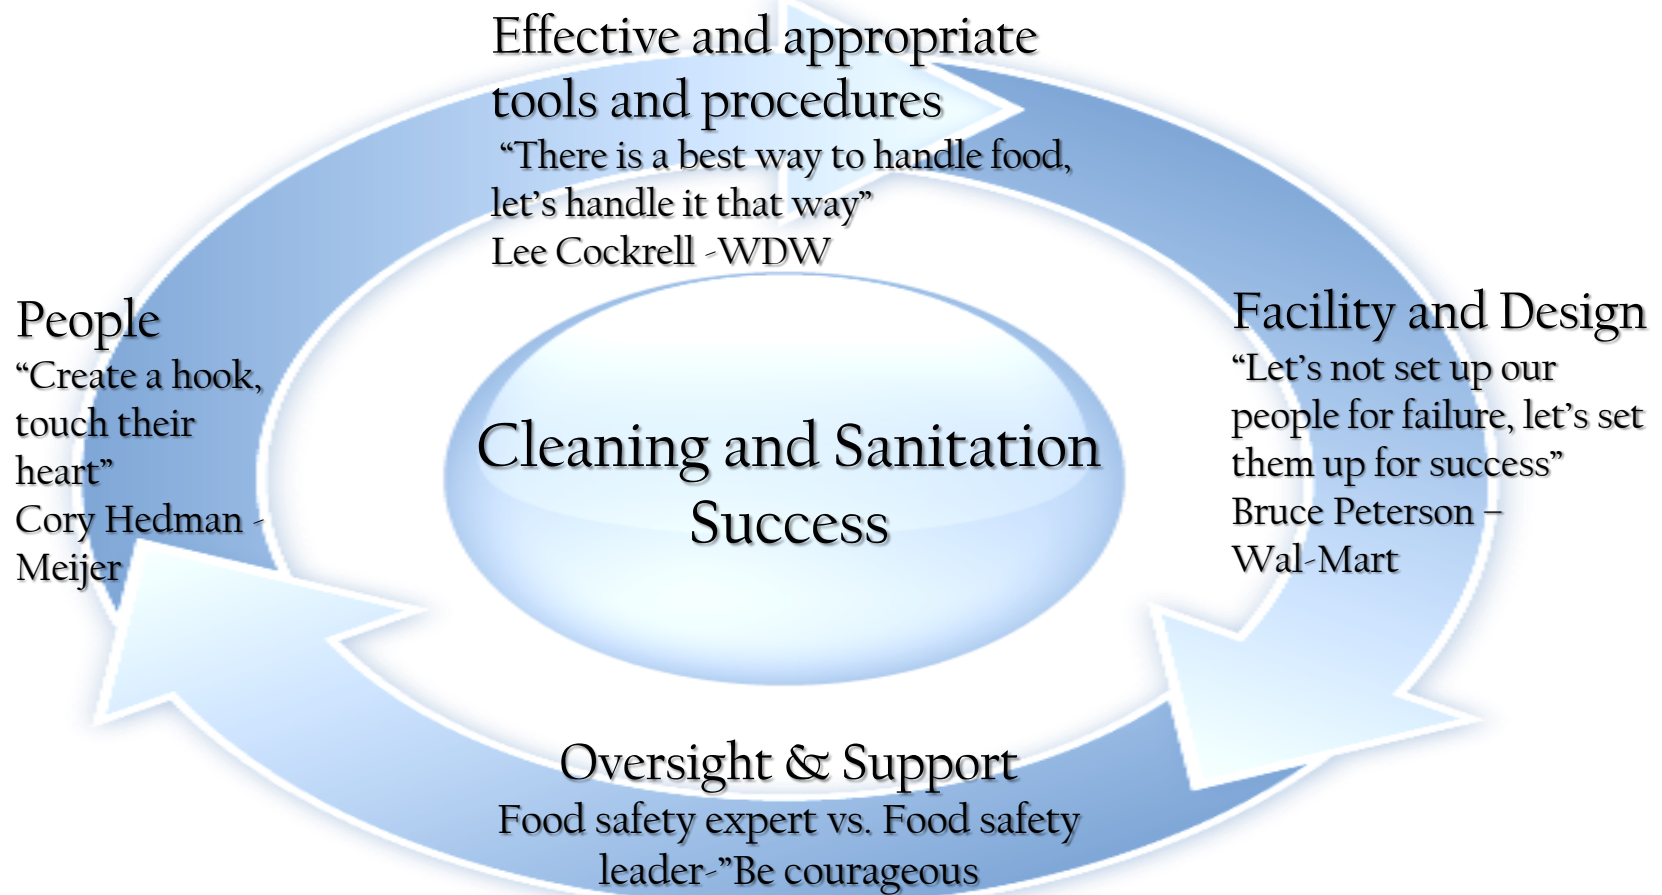 Effective and appropriate
tools and procedures
“There is a best way to handle food,
let’s handle it that way”
Lee Cockrell -WDW
People
“Create a hook,
touch their
heart”
Cory Hedman -
Meijer
Facility and Design
“Let’s not set up our
people for failure, let’s set
them up for success”
Bruce Peterson –
Wal-Mart
Cleaning and Sanitation
Success
Oversight & Support
Food safety expert vs. Food safety
leader-”Be courageous